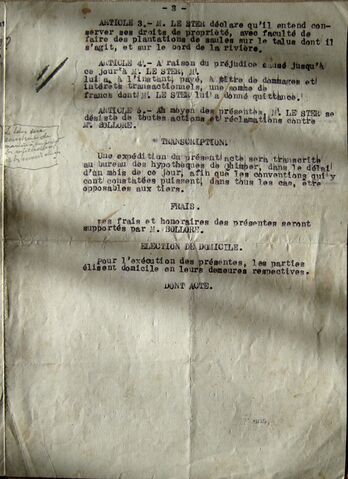 - 3 -
ARTICLE 3.- M. LE STER déclare qu'il entend con-
server ses droits de propriété, avec faculté de
faire des plantations de saules sur le talus dont il
s'agit, et sur le bord de la rivière.
ARTICLE 4.- A raison du préjudice causé jusqu'à
ce jour à M. LE STER, M.
lui a, à l'instant, payé, à titre de dommages et
intérêts transactionnels, une somme de
francs dont M. LE STER lui a donné quittance.
ARTICLE 5.- Au moyen des présentes, M. LE STER se
désiste de toutes actions et réclamations contre
M. BOLLORE.
TRANSCRIPTION.
Une expédition du présent acte sera transcrite
au bureau des hypothèques de Quimper, dans le délai
d'un mois de ce jour, afin que les conventions qui y
sont constatées puissent, dans tous les cas, être
opposables aux tiers.
FRAIS.
Les frais et honoraires des présentes seront
supportés par M. BOLLORE.
ELECTION DE DOMICILE.
Pour l'exécution des présentes, les parties
élisent domicile en leurs demeures respectives.
DONT ACTE.